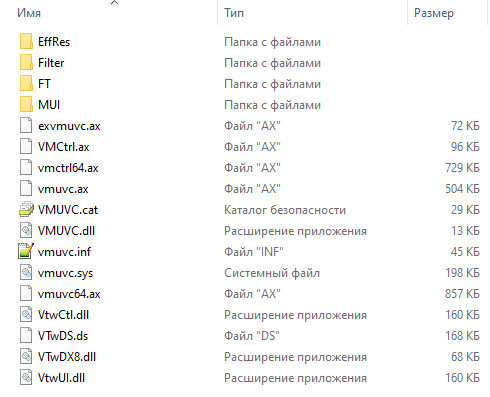 Имя Тип Размер
EffRes Папка с файлами
Filter Папка с файлами
FT Папка с файлами
MUI Папка с файлами
exvmuvc.ax Файл "AX" 72 КБ
VMCtrl.ax Файл "AX" 96 КБ
vmctrl64.ax Файл "AX" 729 КБ
vmuvc.ax Файл "AX" 504 КБ
VMUVC.cat Каталог безопасности 29 КБ
VMUVC.dll Расширение приложения 13 КБ
vmuvc.inf Файл "INF" 45 КБ
vmuvc.sys Системный файл 198 КБ
vmuvc64.ax Файл "AX" 857 КБ
VtwCtl.dll Расширение приложения 160 КБ
VTwDS.ds Файл "DS" 168 КБ
VTwDX8.dll Расширение приложения 68 КБ
VtwUI.dll Расширение приложения 160 КБ